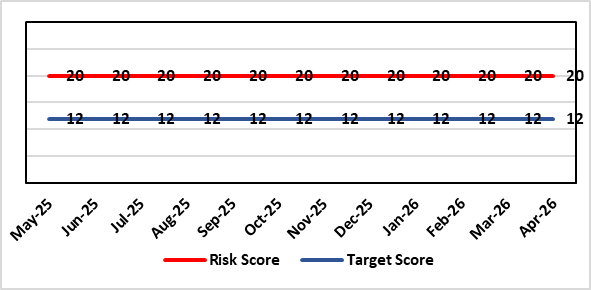 20 20 20 20 20 20 20 20 20 20 20 20
12 12 12 12 12 12 12 12 12 12 12 12
May-25 Jun-25 Jul-25 Aug-25 Sep-25 Oct-25 Nov-25 Dec-25 Jan-26 Feb-26 Mar-26 Apr-26
Risk Score Target Score